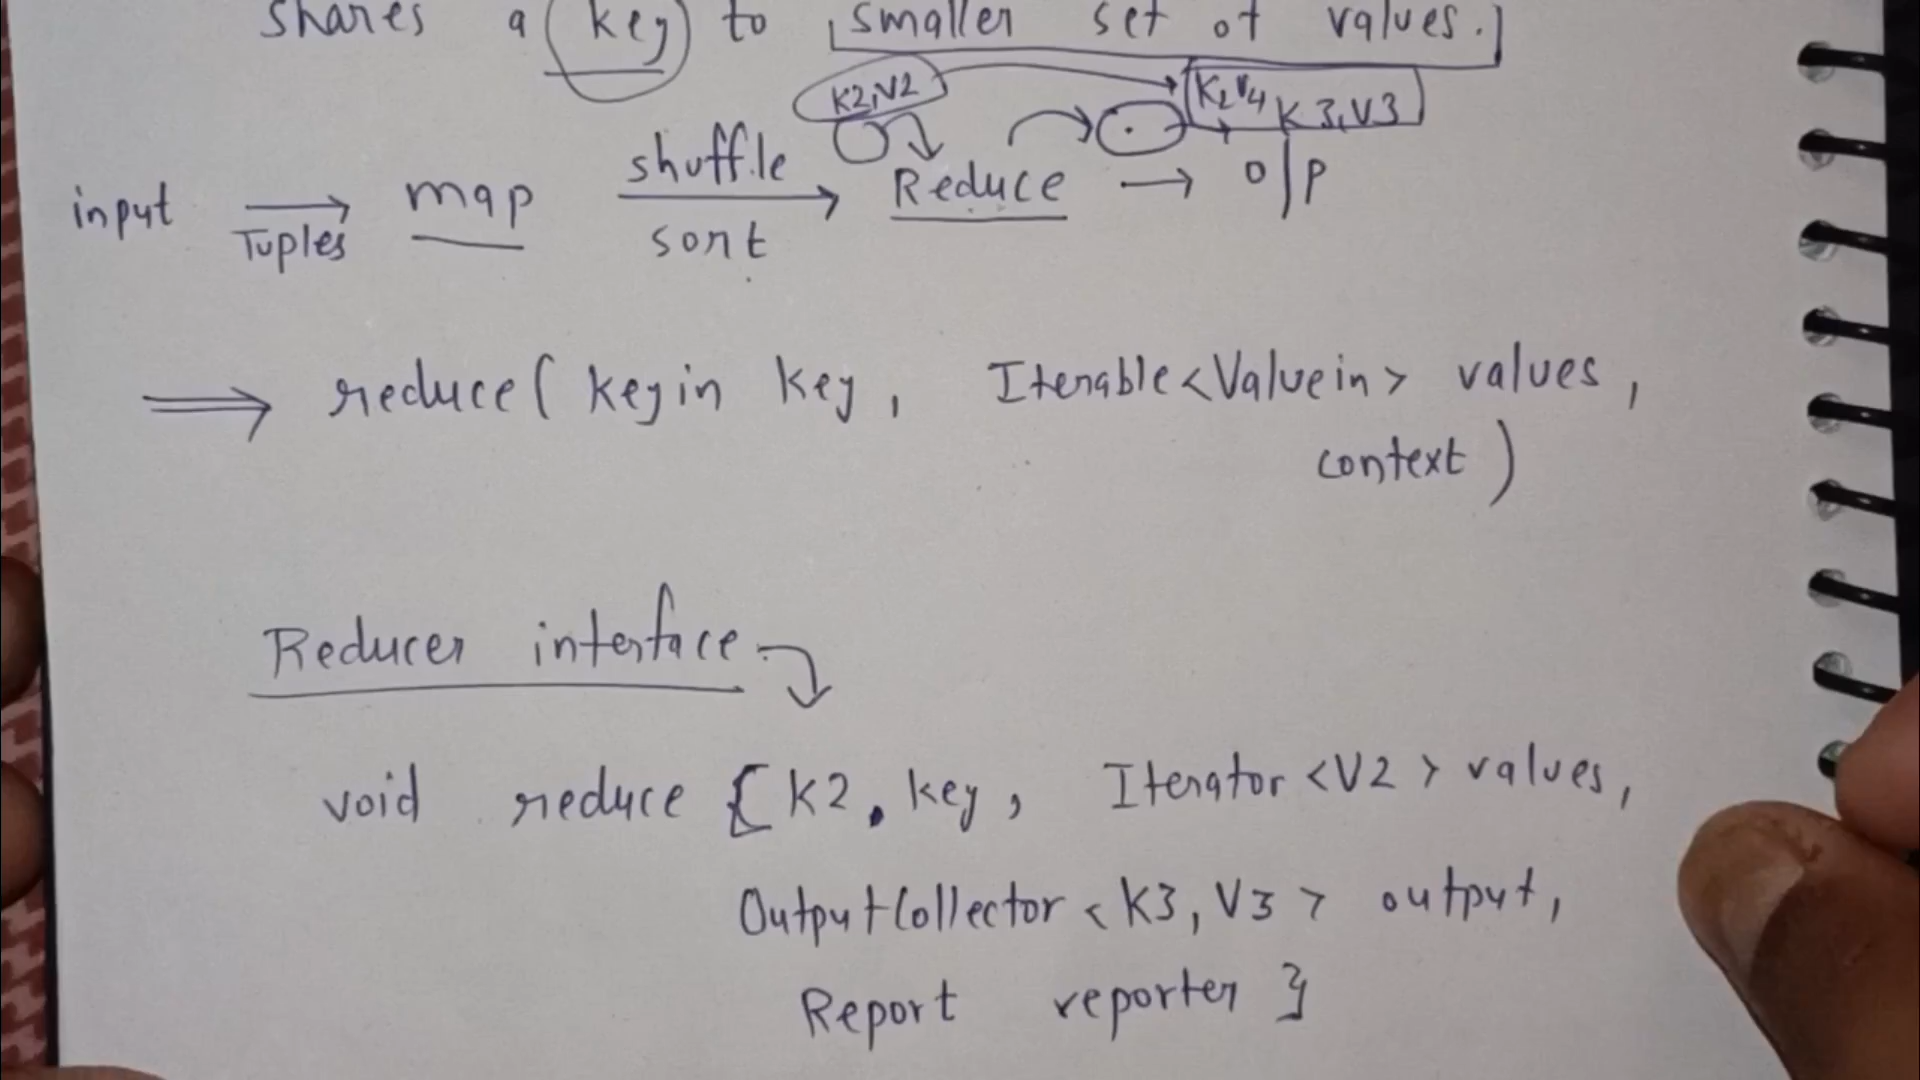 shares a key to smaller set of values.
K2,V2
K2 V4 K3,V3
input Tuples map shuffle sort Reduce → O|P
⇒ reduce( keyin key, Iterable<Valuein> values,
context)
Reducer interface
void reduce { K2. key, Iterator <V2> values,
OutputCollector <K3, V3> output,
Report reporter }